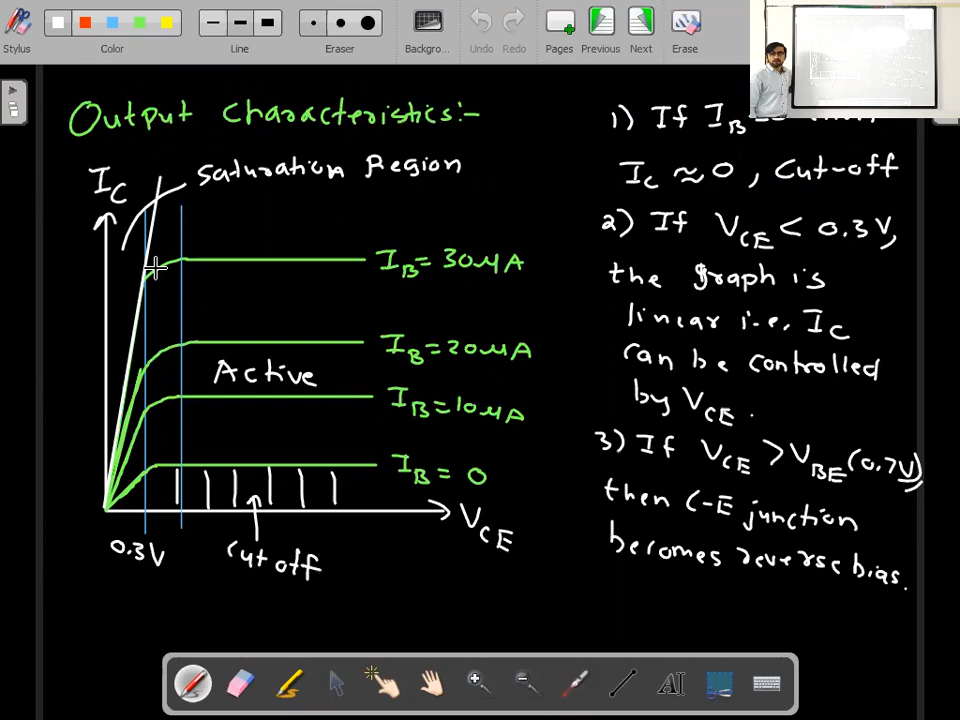 Stylus
Color
Line
Eraser
Backgro...
Undo
Redo
Pages
Previous
Next
Erase
Output Characteristics:-
IC
Saturation Region
IB = 30μA
IB = 20μA
Active
IB = 10μA
IB = 0
VCE
0.3V
Cut off
1) If IB
IC ≈ 0, Cut-off
2) If VCE < 0.3V,
the graph is
linear i.e. IC
can be controlled
by VCE.
3) If VCE > VBE (0.7V)
then C-E junction
becomes reverse bias.